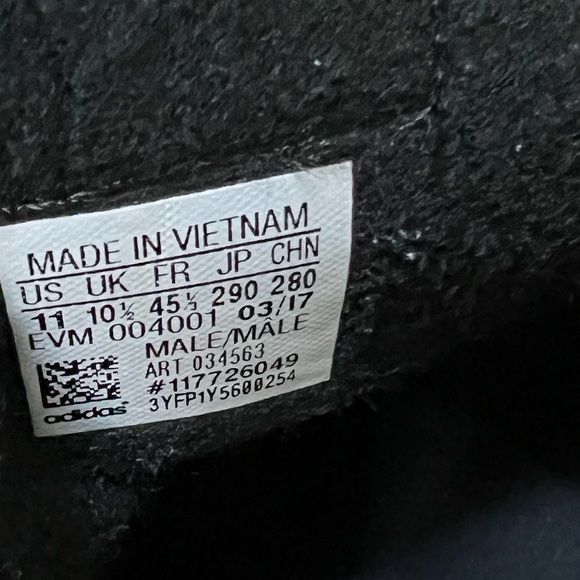 MADE IN VIETNAM
US UK FR JP CHN
11 10½ 45⅓ 290 280
EVM 004001 03/17
MALE/MÂLE
ART 034563
#117726049
3YFP1Y5600254
adidas